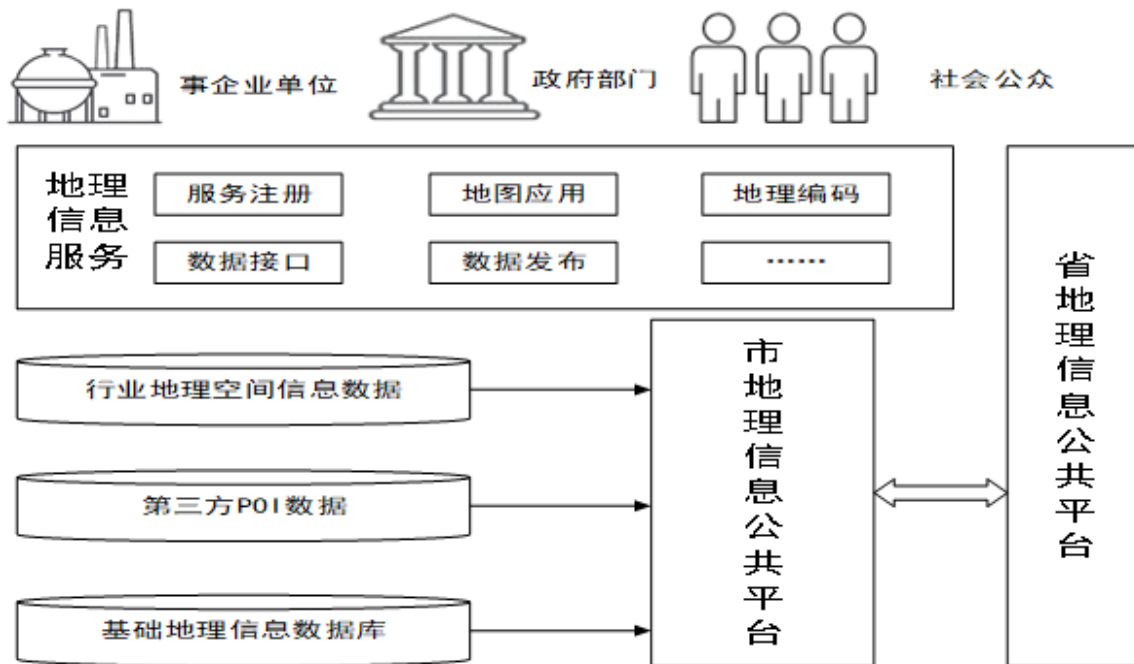 事企业单位
政府部门
社会公众
地理
信息
服务
服务注册
地图应用
地理编码
数据接口
数据发布
……
行业地理空间信息数据
第三方POI数据
基础地理信息数据库
市地理信息公共平台
省地理信息公共平台